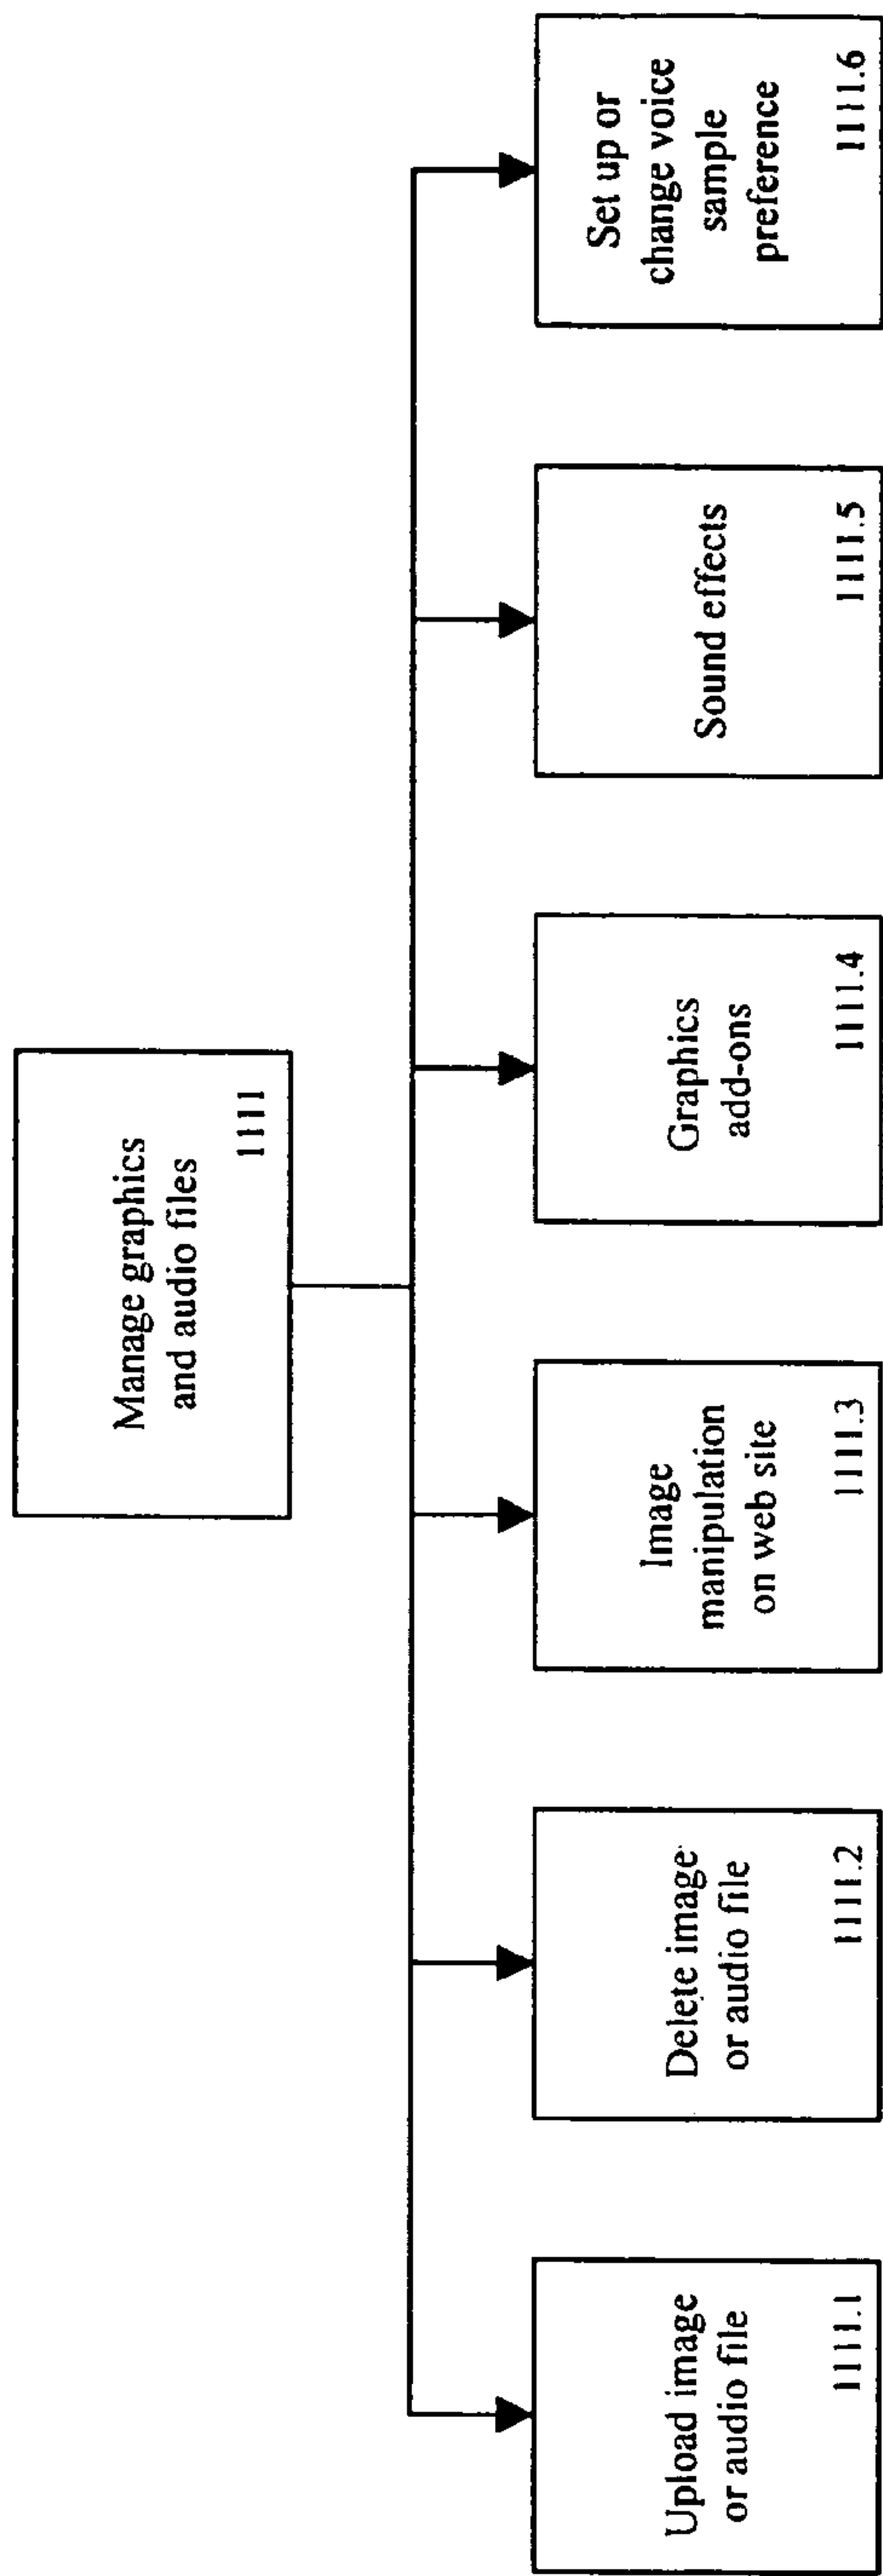 Manage graphics
and audio files
1111
Upload image
or audio file
1111.1
Delete image
or audio file
1111.2
Image
manipulation
on web site
1111.3
Graphics
add-ons
1111.4
Sound effects
1111.5
Set up or
change voice
sample
preference
1111.6